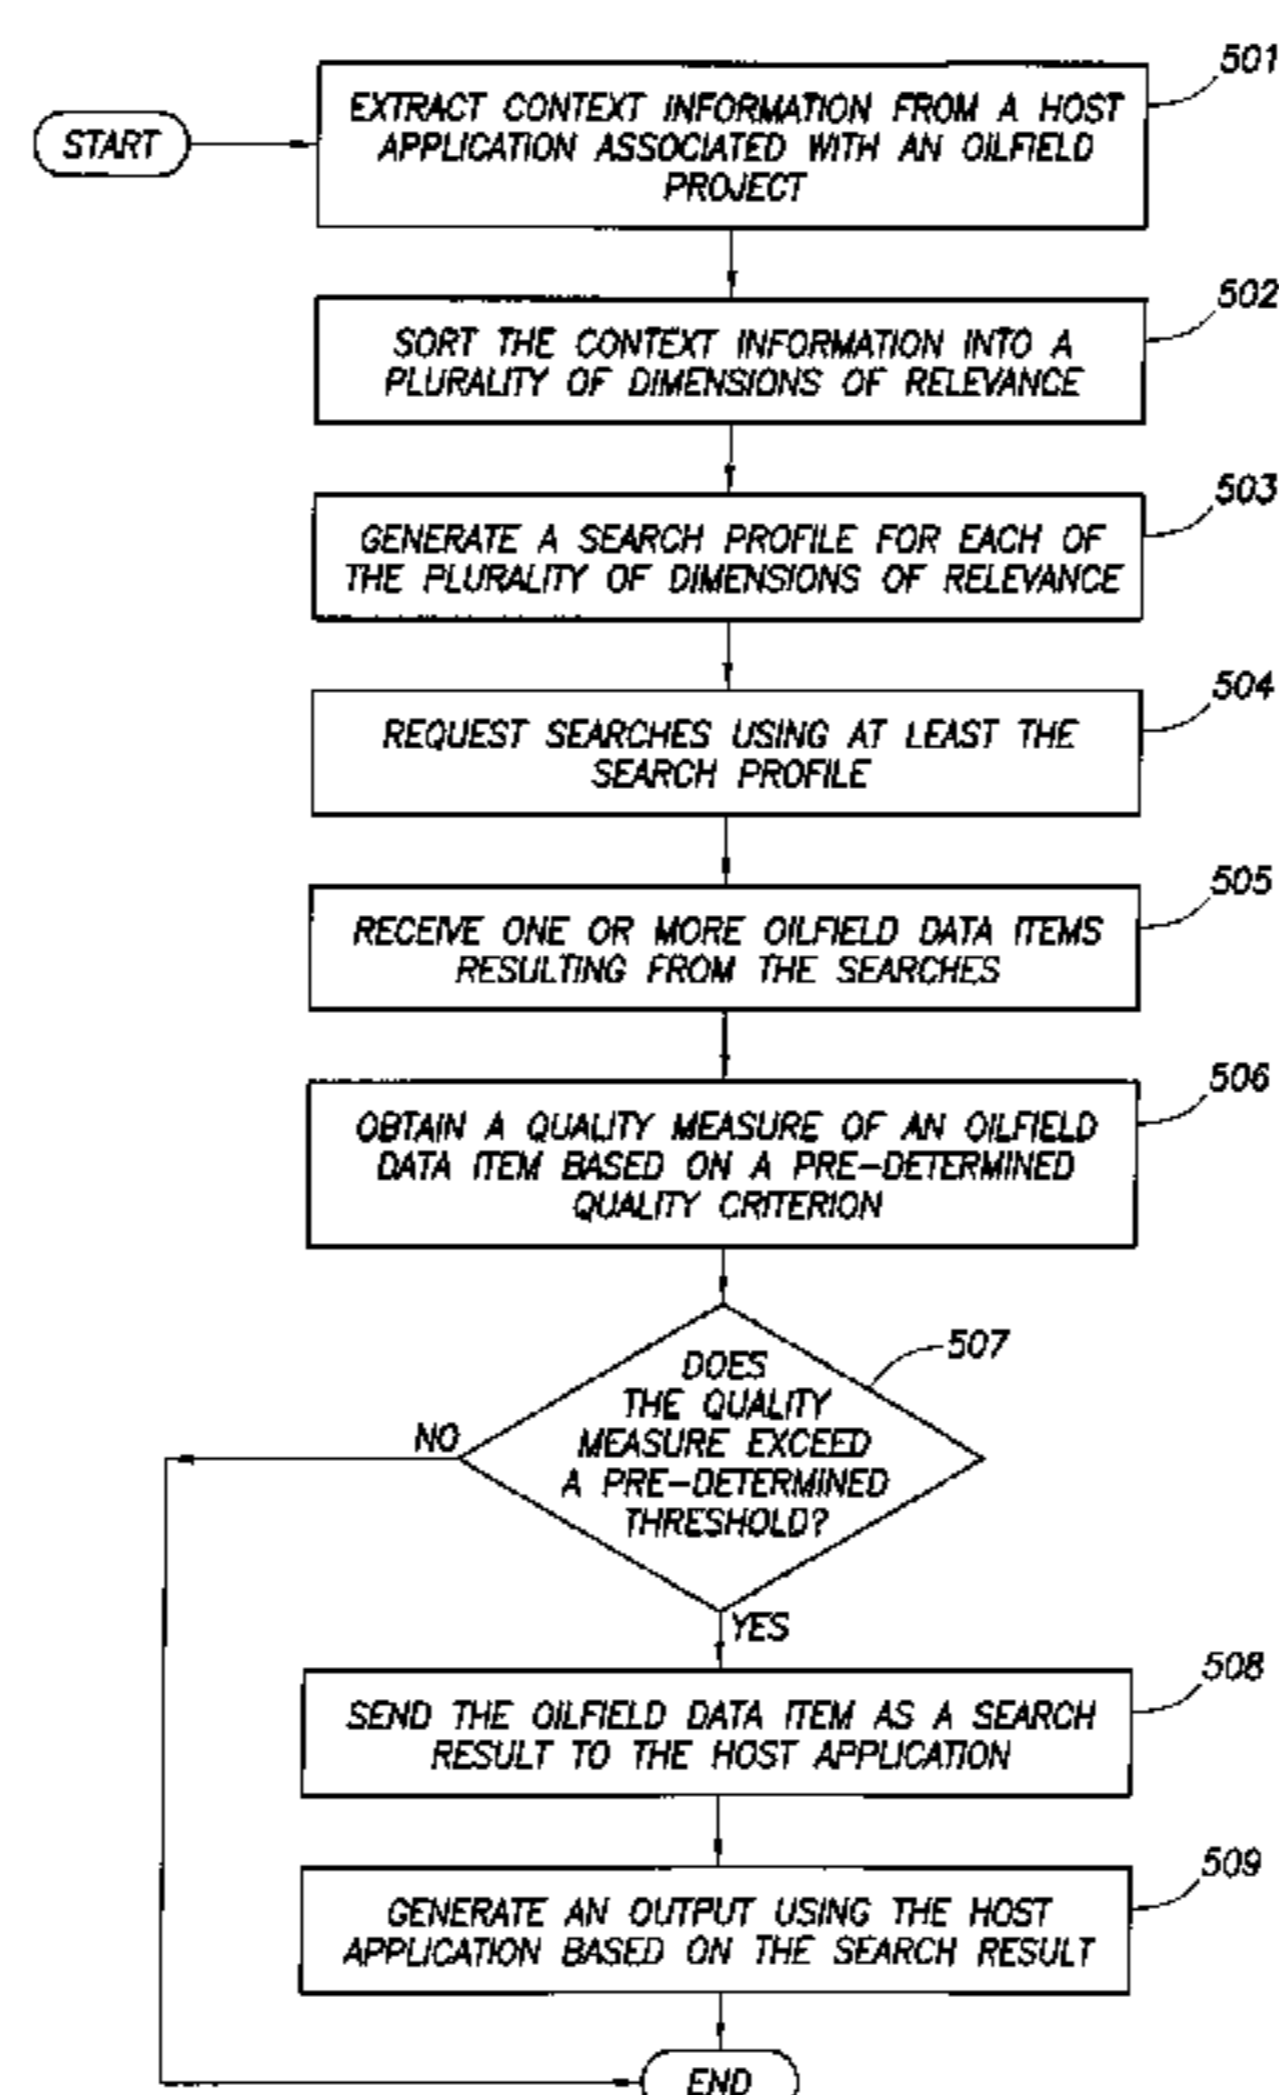 501
START
EXTRACT CONTEXT INFORMATION FROM A HOST
APPLICATION ASSOCIATED WITH AN OILFIELD
PROJECT
502
SORT THE CONTEXT INFORMATION INTO A
PLURALITY OF DIMENSIONS OF RELEVANCE
503
GENERATE A SEARCH PROFILE FOR EACH OF
THE PLURALITY OF DIMENSIONS OF RELEVANCE
504
REQUEST SEARCHES USING AT LEAST THE
SEARCH PROFILE
505
RECEIVE ONE OR MORE OILFIELD DATA ITEMS
RESULTING FROM THE SEARCHES
506
OBTAIN A QUALITY MEASURE OF AN OILFIELD
DATA ITEM BASED ON A PRE-DETERMINED
QUALITY CRITERION
507
DOES
THE QUALITY
MEASURE EXCEED
A PRE-DETERMINED
THRESHOLD?
NO
YES
508
SEND THE OILFIELD DATA ITEM AS A SEARCH
RESULT TO THE HOST APPLICATION
509
GENERATE AN OUTPUT USING THE HOST
APPLICATION BASED ON THE SEARCH RESULT
END